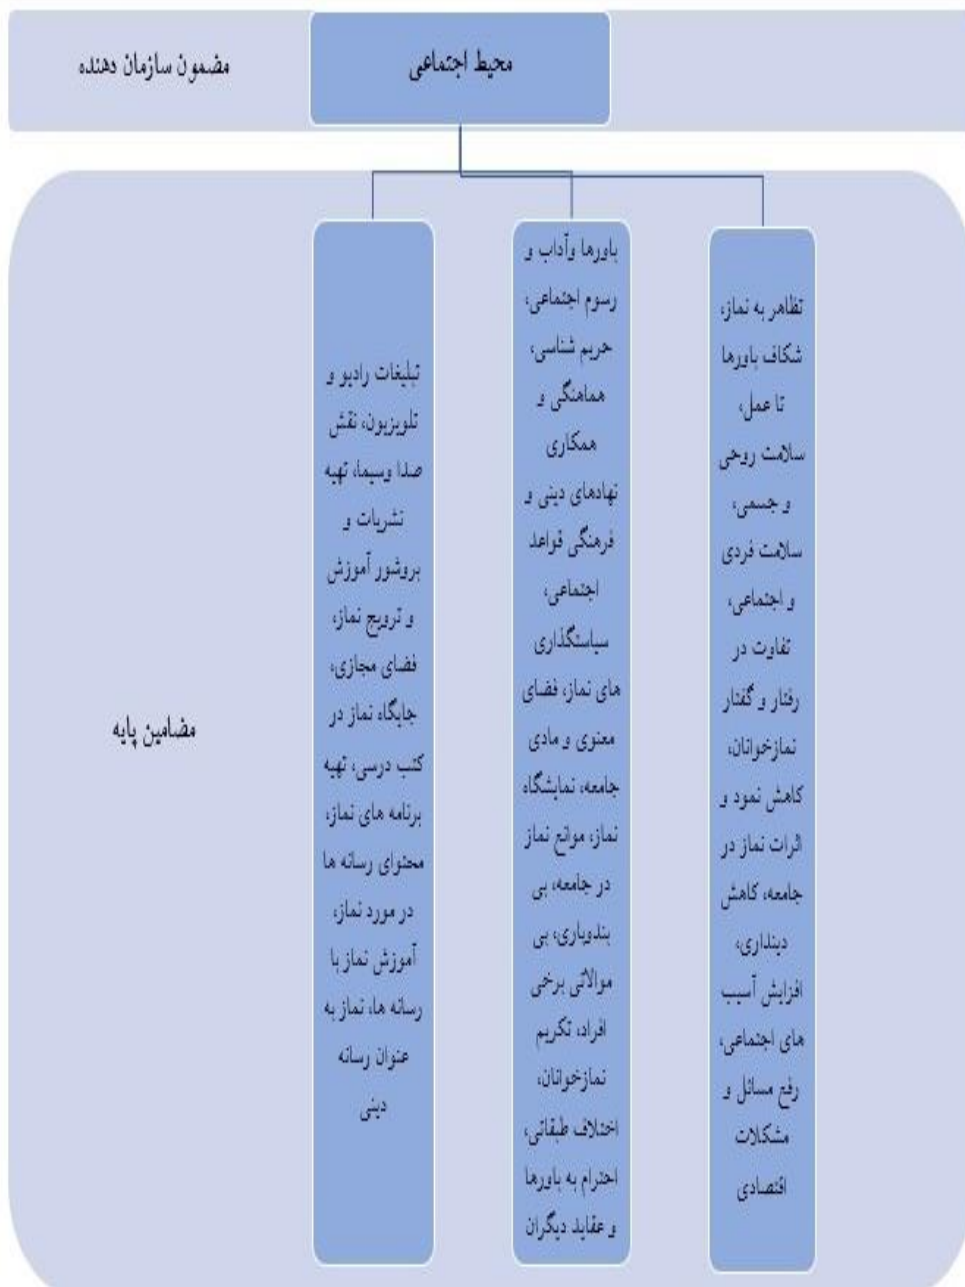 محیط اجتماعی
مضمون سازمان دهنده
تظاهر به نماز،
شکاف باورها
تا عمل،
سلامت روحی
و جسمی،
سلامت فردی
و اجتماعی،
تفاوت در
رفتار و گفتار
نمازخوانان،
کاهش نمود و
اثرات نماز در
جامعه، کاهش
دینداری،
افزایش آسیب
های اجتماعی،
رفع مسائل و
مشکلات
اقتصادی
باورها وآداب و
رسوم اجتماعی،
حریم شناسی،
هماهنگی و
همکاری
نهادهای دینی و
فرهنگی قواعد
اجتماعی،
سیاستگذاری
های نماز، فضای
معنوی و مادی
جامعه، نمایشگاه
نماز، موانع نماز
در جامعه، بی
بندوباری، بی
موالاتی برخی
افراد، تکریم
نمازخوانان،
اختلاف طبقاتی،
احترام به باورها
و عقاید دیگران
تبلیغات رادیو و
تلویزیون، نقش
صدا وسیما، تهیه
نشریات و
بروشور آموزش
و ترویج نماز،
فضای مجازی،
جایگاه نماز در
کتب درسی، تهیه
برنامه های نماز،
محتوای رسانه ها
در مورد نماز،
آموزش نماز با
رسانه ها، نماز به
عنوان رسانه
دینی
مضامین پایه